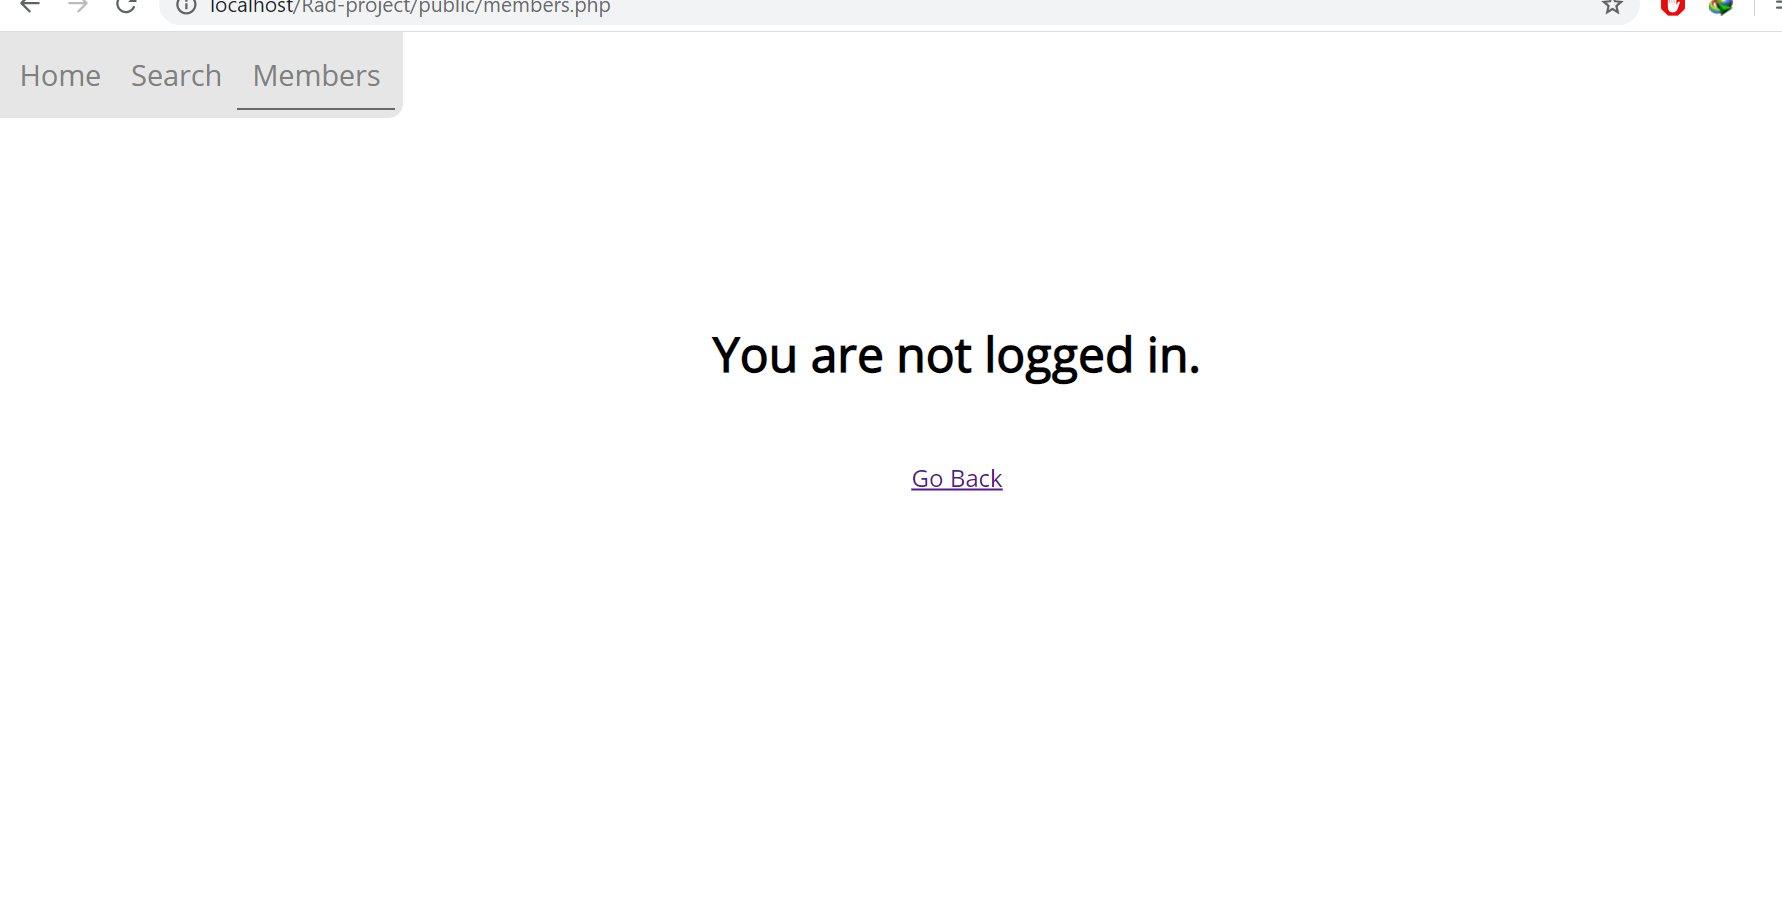 localhost/Rad-project/public/members.php
Home Search Members
You are not logged in.
Go Back